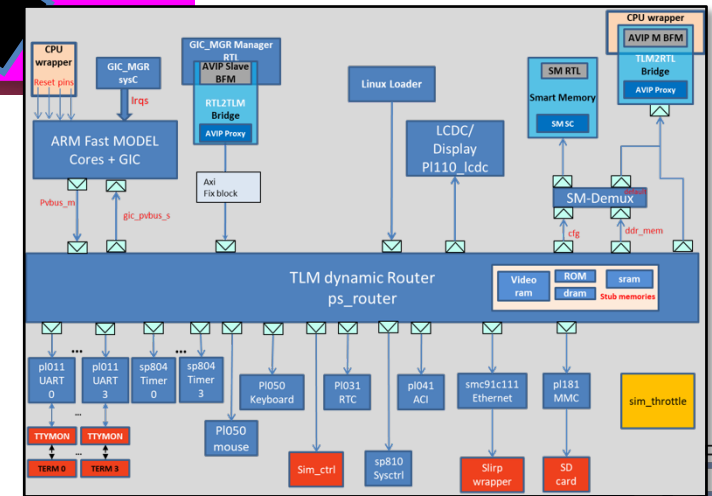 CPU
wrapper
Reset pins
GIC_MGR
sysC
Irqs
GIC_MGR Manager
RTL
AVIP Slave
BFM
RTL2TLM
Bridge
AVIP Proxy
Linux Loader
LCDC/
Display
Pl110_lcdc
SM RTL
Smart Memory
SM SC
CPU wrapper
AVIP M BFM
TLM2RTL
Bridge
AVIP Proxy
ARM Fast MODEL
Cores + GIC
Axi
Fix block
SM-Demux
Pvbus_m
gic_pvbus_s
cfg
ddr_mem
TLM dynamic Router
ps_router
Video
ram
ROM
dram
sram
Stub memories
...
...
pl011
UART
0
pl011
UART
3
sp804
Timer
0
sp804
Timer
3
Pl050
Keyboard
Pl031
RTC
pl041
ACI
smc91c111
Ethernet
pl181
MMC
sim_throttle
...
TTYMON
TTYMON
Pl050
mouse
...
TERM 0
TERM 3
Sim_ctrl
sp810
Sysctrl
Slirp
wrapper
SD
card